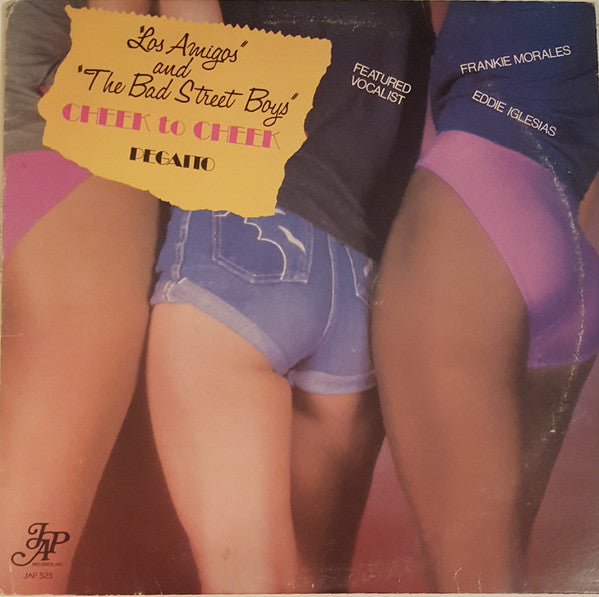 "Los Amigos"
and
"The Bad Street Boys"
CHEEK to CHEEK
PEGAITO
FEATURED
VOCALIST
FRANKIE MORALES
EDDIE IGLESIAS
JAP
RECORDS, INC.
JAP 525